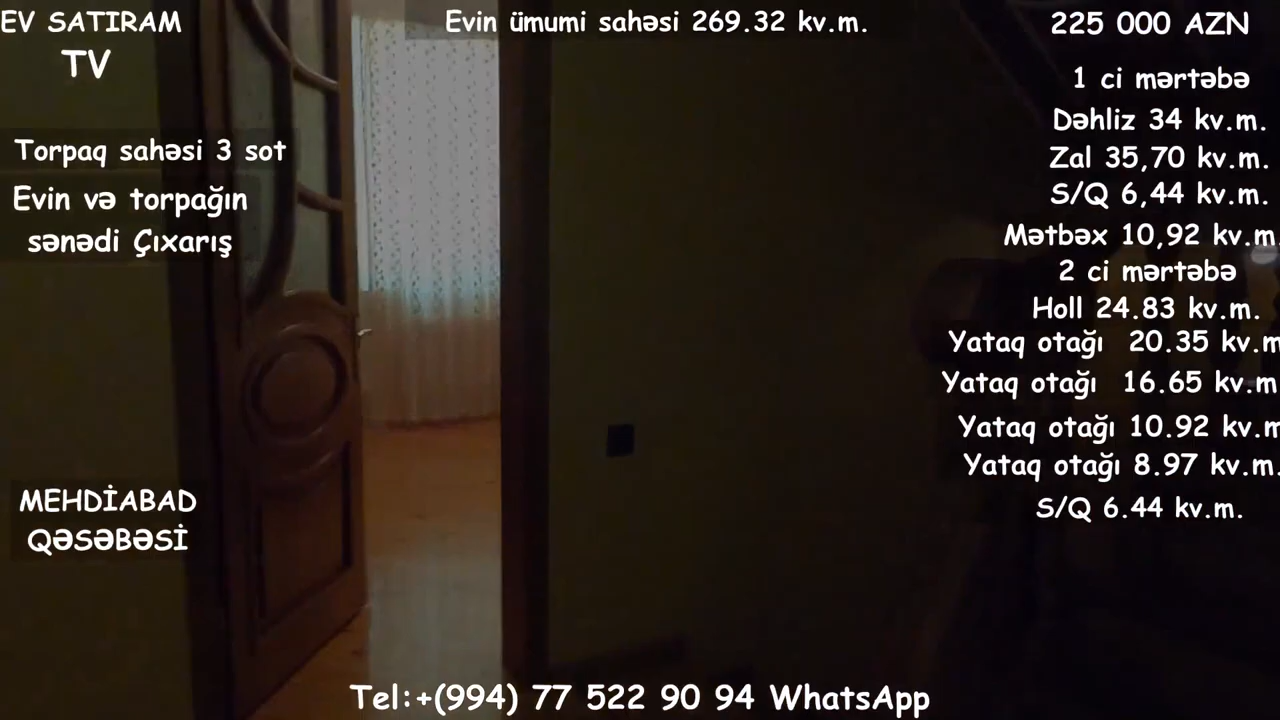 EV SATIRAM
TV
Evin ümumi sahəsi 269.32 kv.m.
225 000 AZN
Torpaq sahəsi 3 sot
Evin və torpağın
sənədi Çıxarış
MEHDİABAD
QƏSƏBƏSİ
1 ci mərtəbə
Dəhliz 34 kv.m.
Zal 35,70 kv.m.
S/Q 6,44 kv.m.
Mətbəx 10,92 kv.m.
2 ci mərtəbə
Holl 24.83 kv.m.
Yataq otağı 20.35 kv.m
Yataq otağı 16.65 kv.m
Yataq otağı 10.92 kv.m
Yataq otağı 8.97 kv.m.
S/Q 6.44 kv.m.
Tel:+(994) 77 522 90 94 WhatsApp